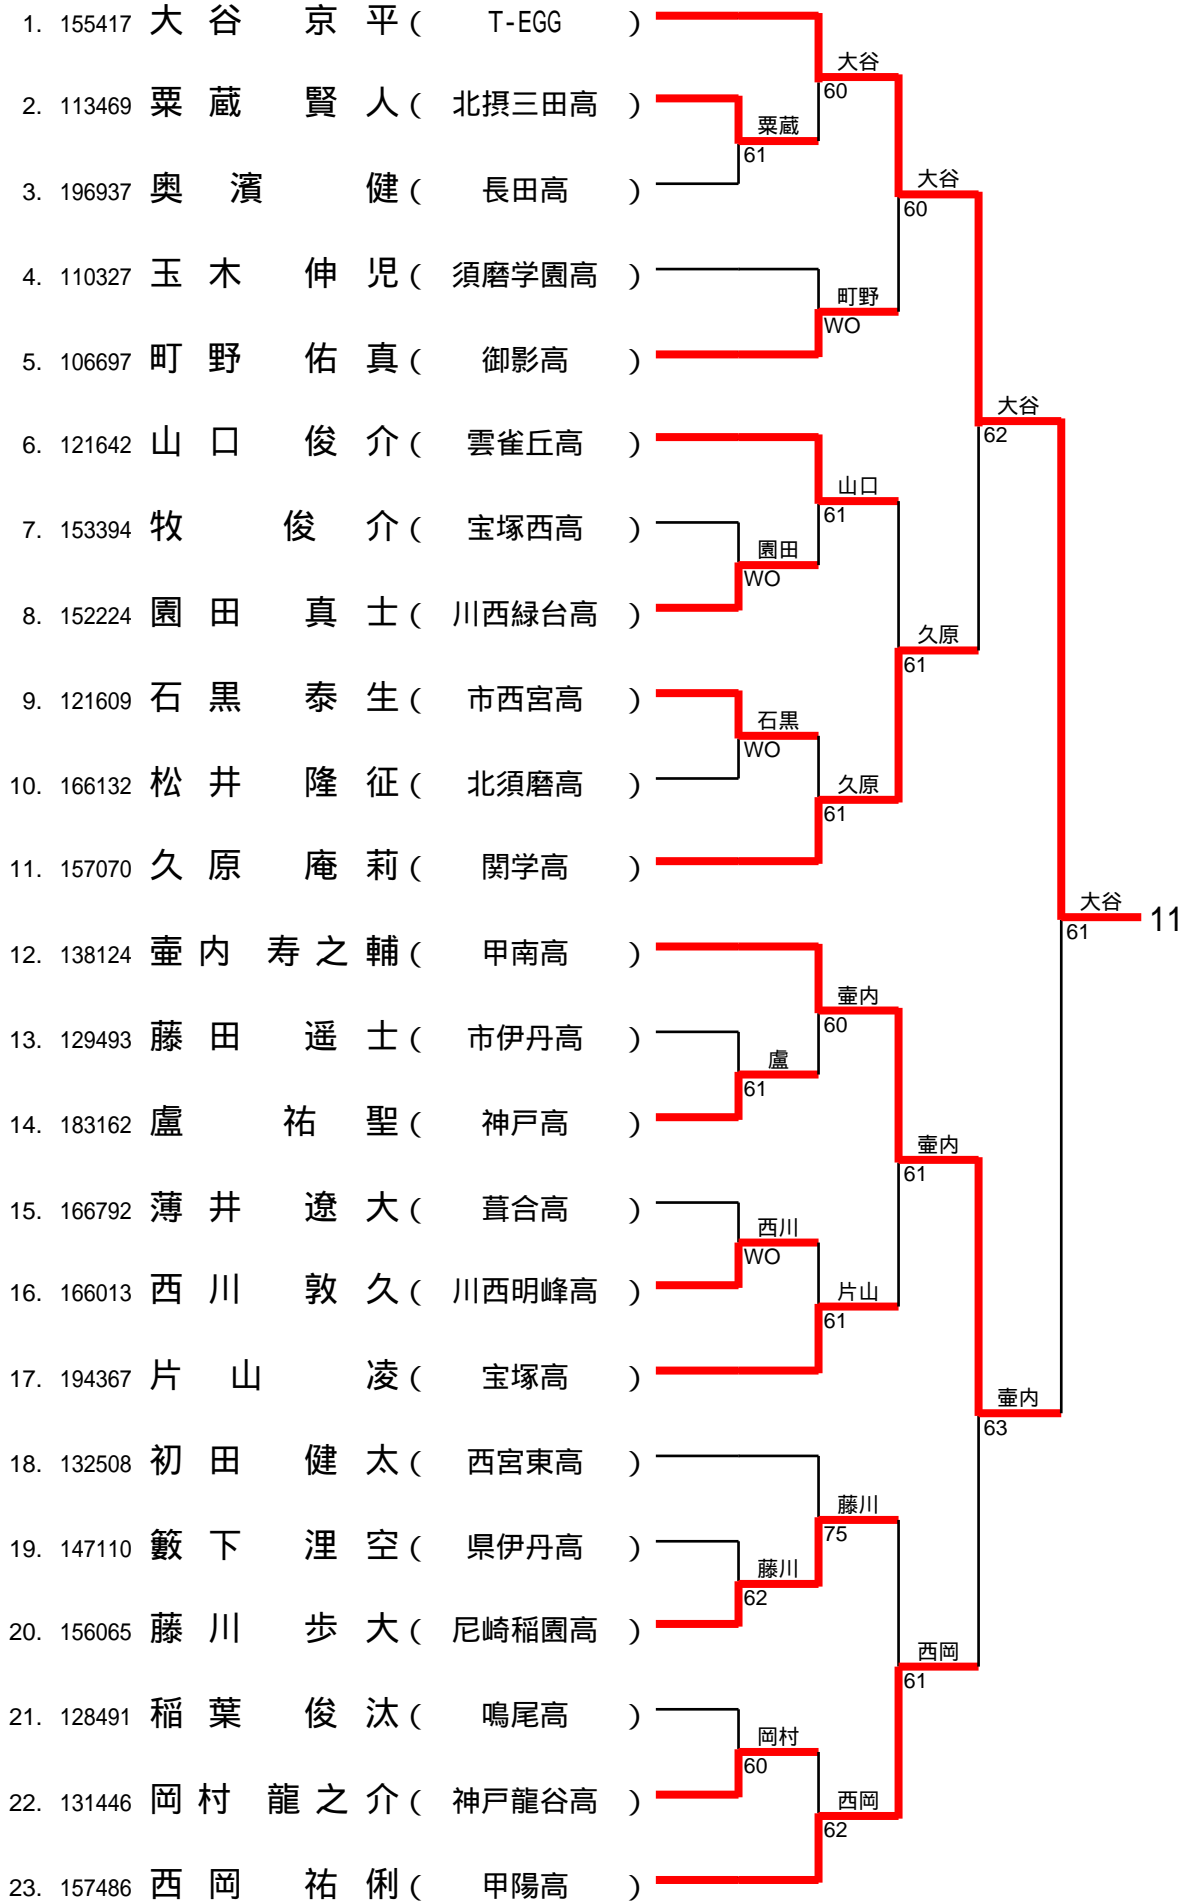 1. 155417 大谷 京平 ( T-EGG )
大谷
60
2. 113469 粟蔵 賢人 ( 北摂三田高 )
粟蔵
61
3. 196937 奥濱 健 ( 長田高 )
大谷
60
4. 110327 玉木 伸児 ( 須磨学園高 )
町野
WO
5. 106697 町野 佑真 ( 御影高 )
大谷
62
6. 121642 山口 俊介 ( 雲雀丘高 )
山口
61
7. 153394 牧 俊介 ( 宝塚西高 )
園田
WO
8. 152224 園田 真士 ( 川西緑台高 )
久原
61
9. 121609 石黒 泰生 ( 市西宮高 )
石黒
WO
10. 166132 松井 隆征 ( 北須磨高 )
久原
61
11. 157070 久原 庵莉 ( 関学高 )
大谷
61
11
12. 138124 壷内 寿之輔 ( 甲南高 )
壷内
60
13. 129493 藤田 遥士 ( 市伊丹高 )
盧
61
14. 183162 盧 祐聖 ( 神戸高 )
壷内
61
15. 166792 薄井 遼大 ( 葺合高 )
西川
WO
16. 166013 西川 敦久 ( 川西明峰高 )
片山
61
17. 194367 片山 凌 ( 宝塚高 )
壷内
63
18. 132508 初田 健太 ( 西宮東高 )
藤川
75
19. 147110 籔下 浬空 ( 県伊丹高 )
藤川
62
20. 156065 藤川 歩大 ( 尼崎稲園高 )
西岡
61
21. 128491 稲葉 俊汰 ( 鳴尾高 )
岡村
60
22. 131446 岡村 龍之介 ( 神戸龍谷高 )
西岡
62
23. 157486 西岡 祐俐 ( 甲陽高 )